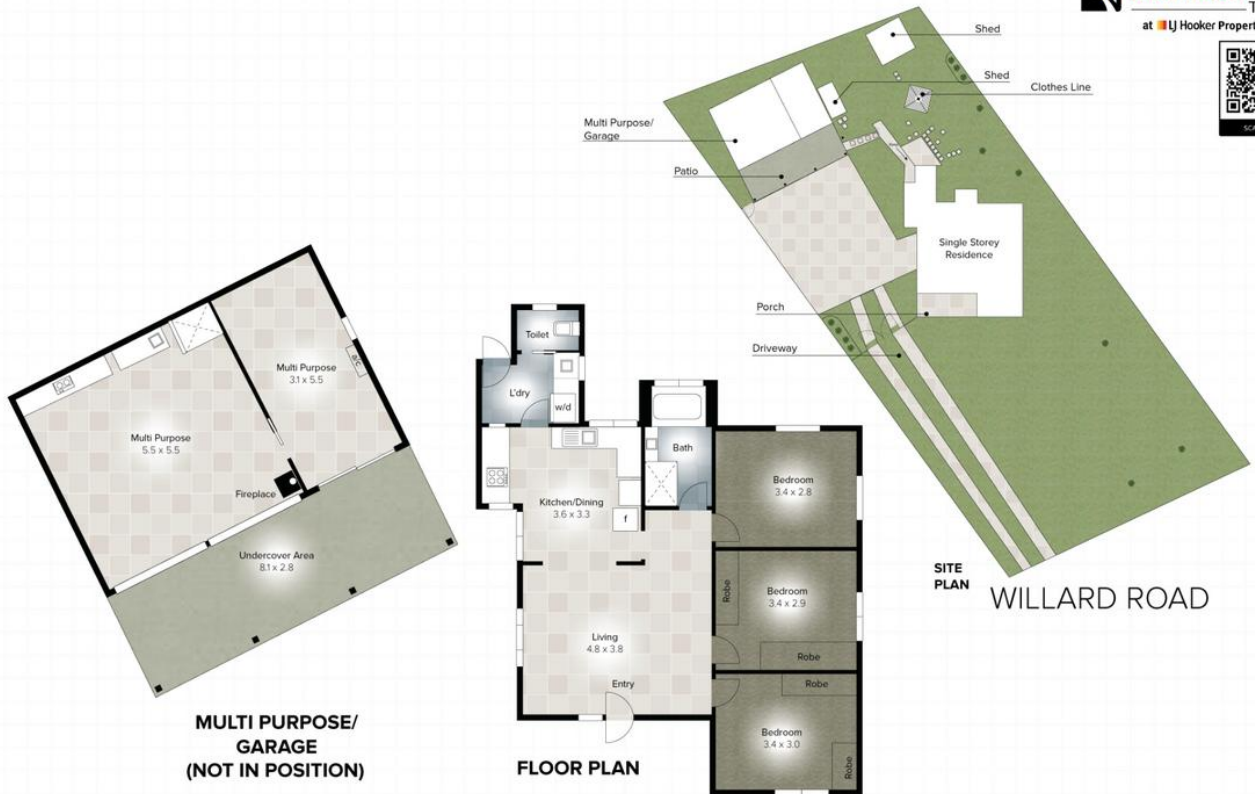 at LJ Hooker Propert
Shed
Shed
Clothes Line
Multi Purpose/
Garage
Patio
Single Storey
Residence
Porch
Driveway
SITE
PLAN
WILLARD ROAD
Multi Purpose
3.1 x 5.5
a/c
Multi Purpose
5.5 x 5.5
Fireplace
Undercover Area
8.1 x 2.8
MULTI PURPOSE/
GARAGE
(NOT IN POSITION)
Toilet
L'dry
w/d
Bath
Kitchen/Dining
3.6 x 3.3
f
Bedroom
3.4 x 2.8
Robe
Bedroom
3.4 x 2.9
Robe
Living
4.8 x 3.8
Entry
Robe
Bedroom
3.4 x 3.0
Robe
FLOOR PLAN